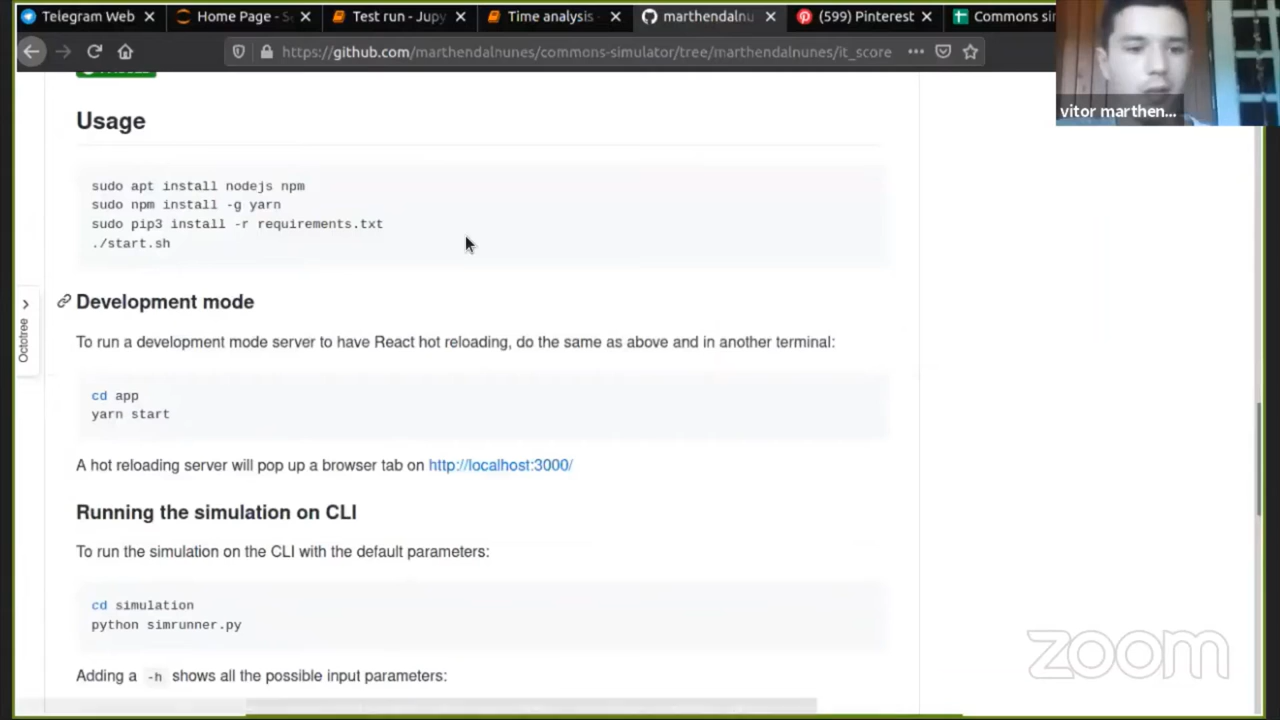 Telegram Web
Home Page - S
Test run - Jupy
Time analysis
marthendalnu
(599) Pinterest
Commons si
https://github.com/marthendalnunes/commons-simulator/tree/marthendalnunes/it_score
vitor marthen...
Usage
sudo apt install nodejs npm
sudo npm install -g yarn
sudo pip3 install -r requirements.txt
./start.sh
Octotree
Development mode
To run a development mode server to have React hot reloading, do the same as above and in another terminal:
cd app
yarn start
A hot reloading server will pop up a browser tab on http://localhost:3000/
Running the simulation on CLI
To run the simulation on the CLI with the default parameters:
cd simulation
python simrunner.py
Adding a -h shows all the possible input parameters:
zoom